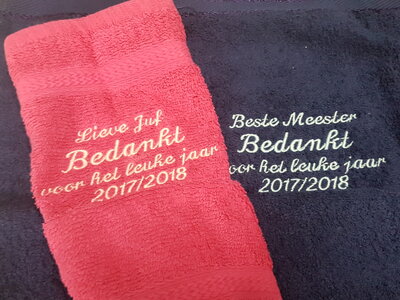 Lieve Juf
Bedankt
voor het leuke jaar
2017/2018
Beste Meester
Bedankt
voor het leuke jaar
2017/2018